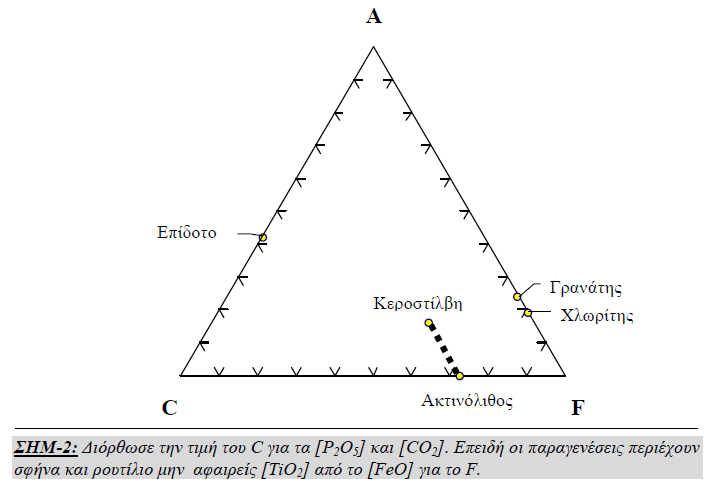 A
Επίδοτο
Γρανάτης
Κεροστίλβη
Χλωρίτης
C
Ακτινόλιθος
F
ΣΗΜ-2: Διόρθωσε την τιμή του C για τα [P₂O₅] και [CO₂]. Επειδή οι παραγενέσεις περιέχουν
σφήνα και ρουτίλιο μην αφαιρείς [TiO₂] από το [FeO] για το F.